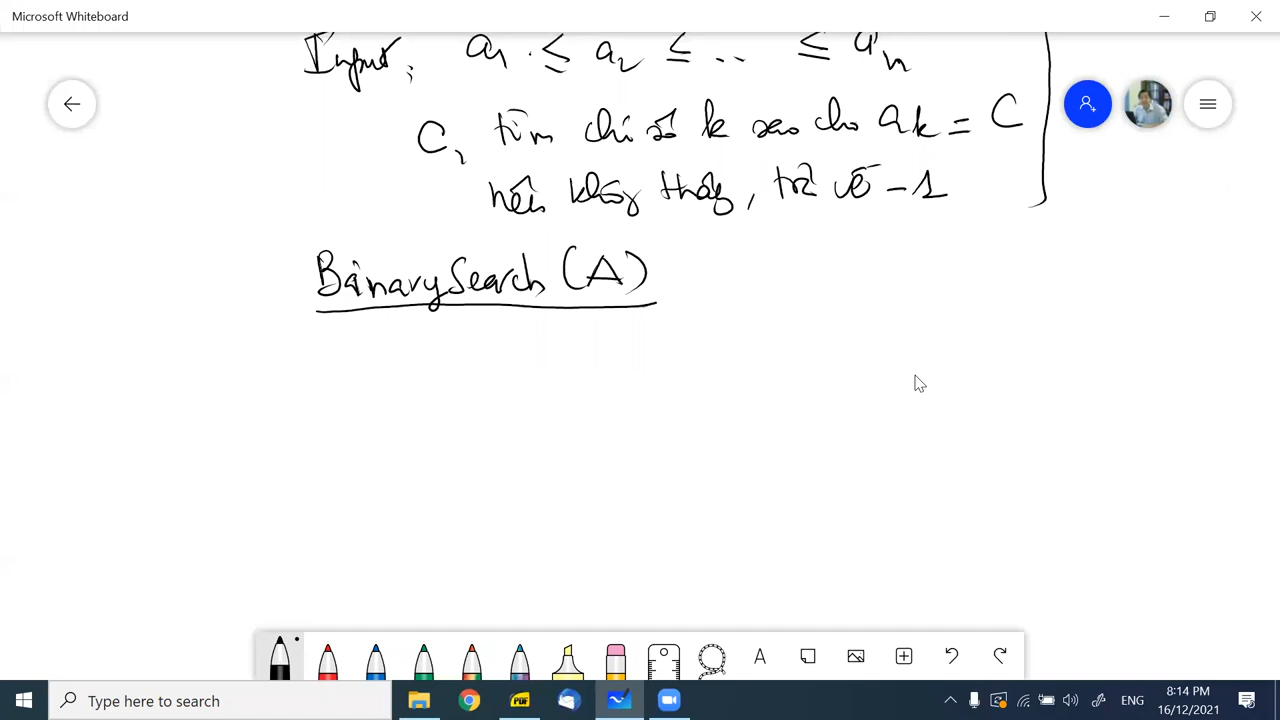 Microsoft Whiteboard
Input: a1 ≤ a2 ≤ ... ≤ an
C, tìm chỉ số k sao cho ak = C
nếu không thấy, trả về -1
BinarySearch (A)
A
Type here to search
PDF
ENG
8:14 PM
16/12/2021